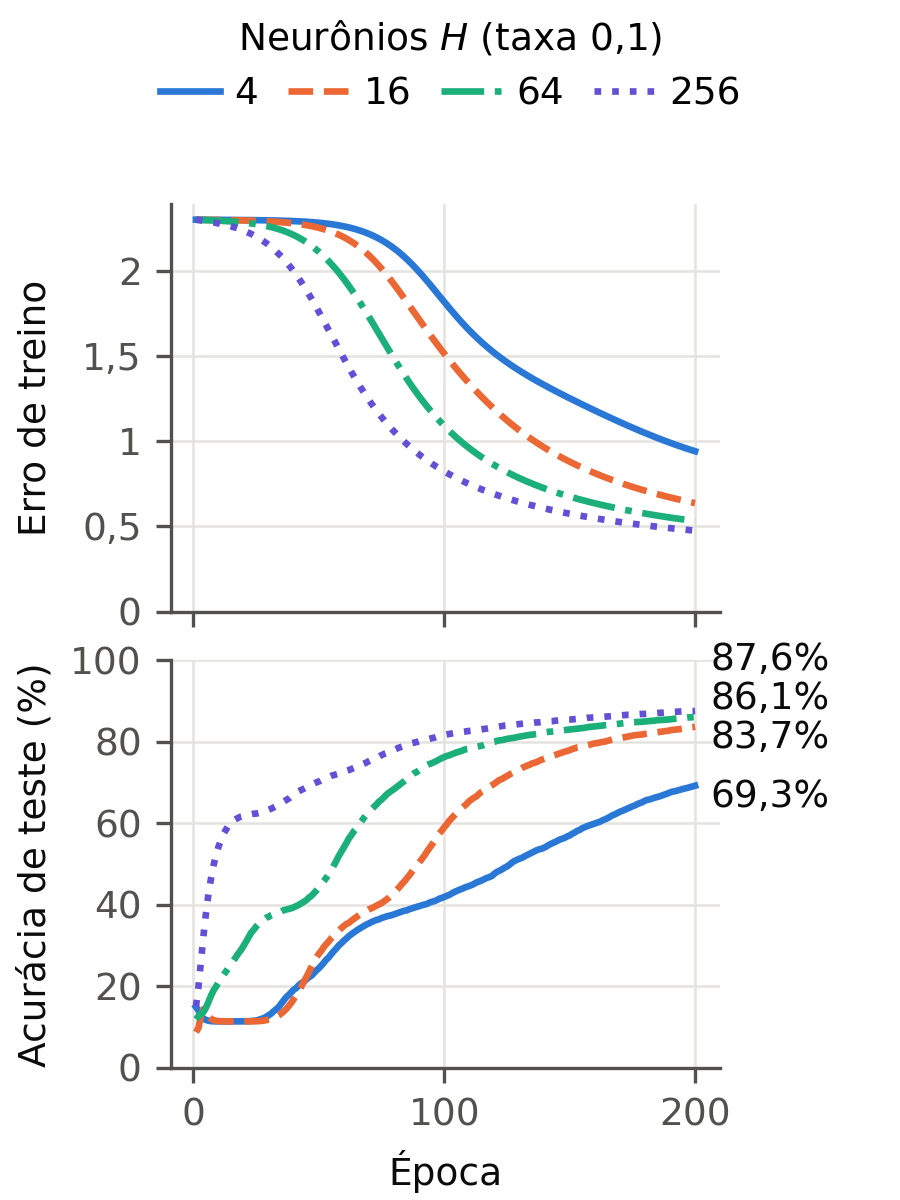 Neurônios H (taxa 0,1)
4 16 64 256
Erro de treino
2
1,5
1
0,5
0
Acurácia de teste (%)
100
80
60
40
20
0
87,6%
86,1%
83,7%
69,3%
0 100 200
Época